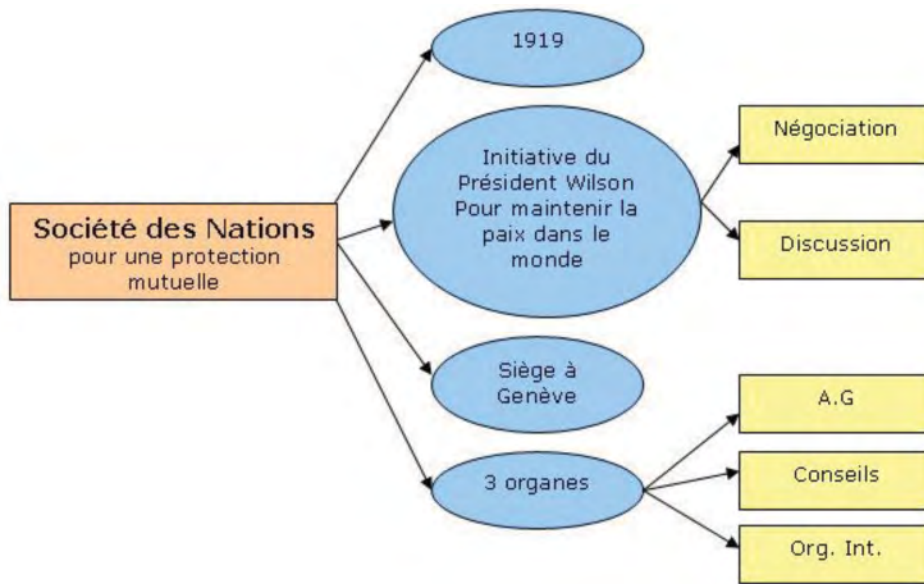 Société des Nations
pour une protection
mutuelle
1919
Initiative du
Président Wilson
Pour maintenir la
paix dans le
monde
Négociation
Discussion
Siège à
Genève
3 organes
A.G
Conseils
Org. Int.